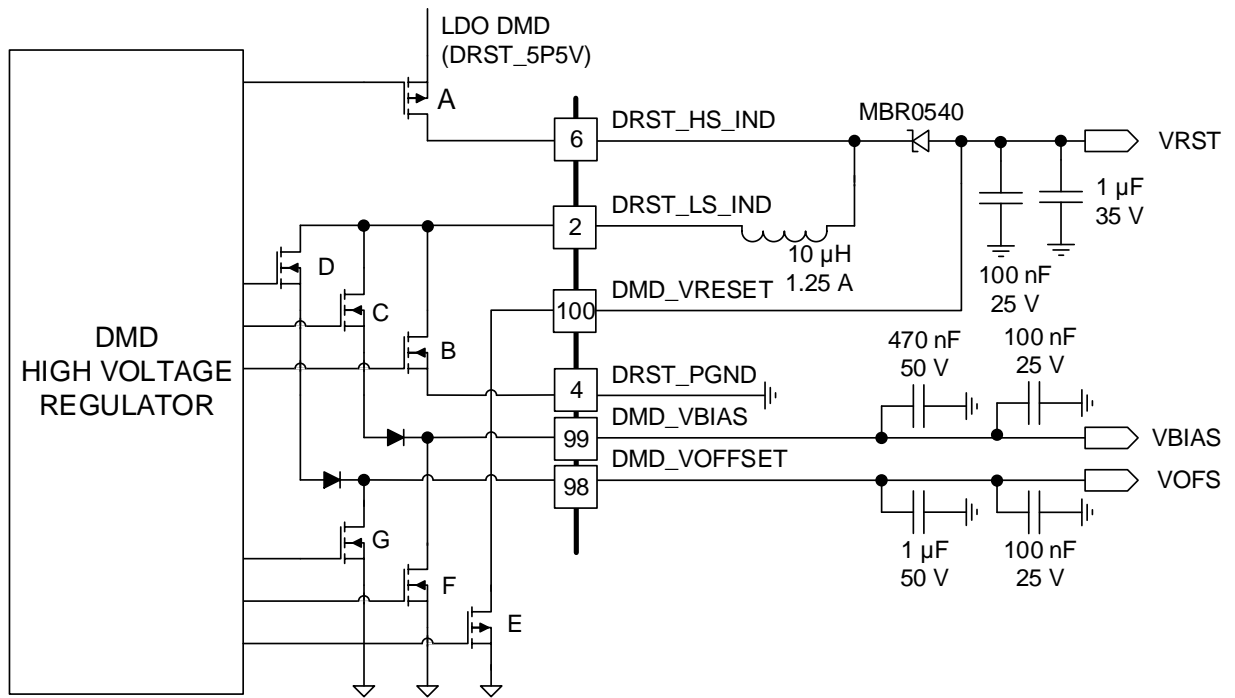 LDO DMD
(DRST_5P5V)
A
6
DRST_HS_IND
MBR0540
VRST
1 µF
35 V
100 nF
25 V
2
DRST_LS_IND
10 µH
1.25 A
D
C
B
DMD
HIGH VOLTAGE
REGULATOR
100
DMD_VRESET
470 nF
50 V
100 nF
25 V
4
DRST_PGND
99
DMD_VBIAS
VBIAS
98
DMD_VOFFSET
VOFS
1 µF
50 V
100 nF
25 V
G
F
E